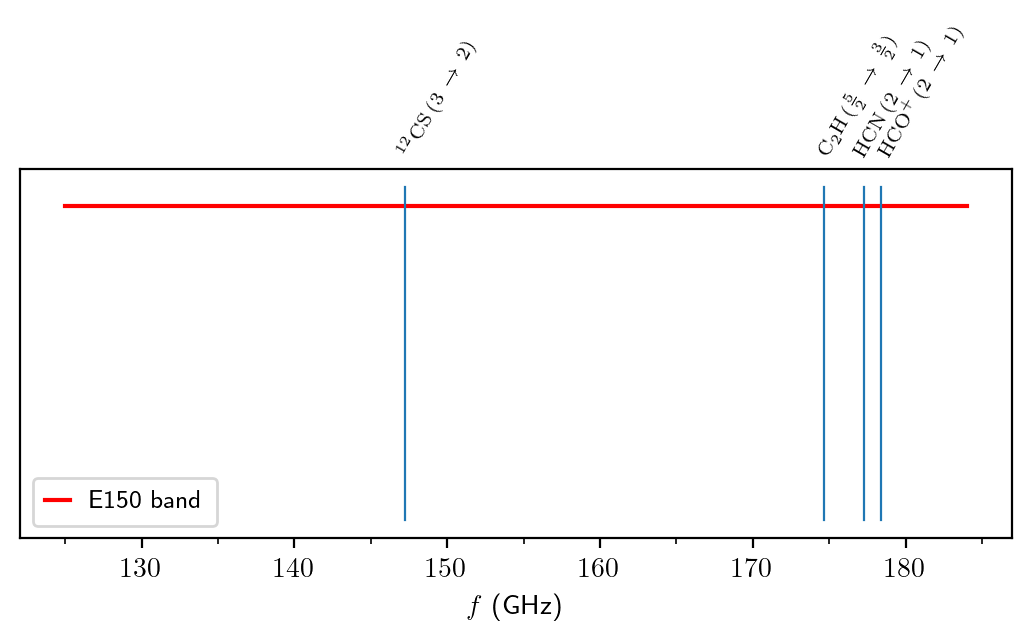 ¹²CS (3 → 2)
C₂H (5/2 → 3/2)
HCN (2 → 1)
HCO⁺ (2 → 1)
E150 band
130 140 150 160 170 180
f (GHz)